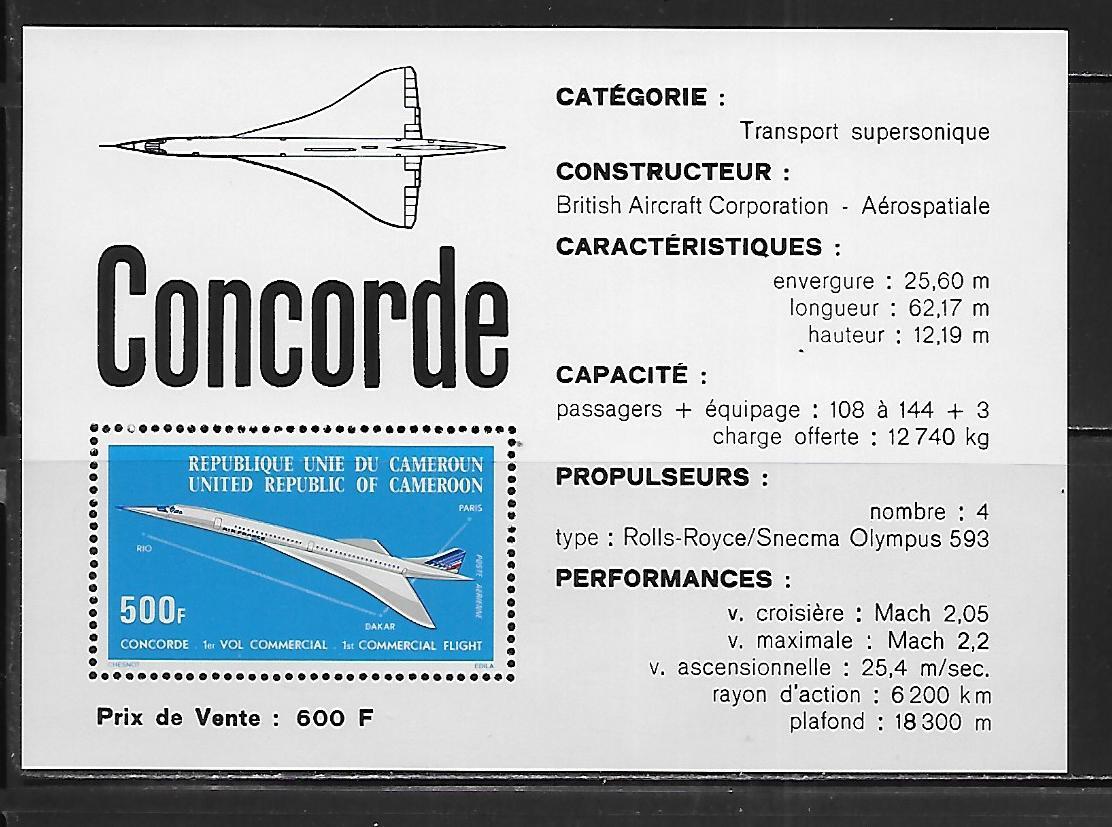 Concorde
REPUBLIQUE UNIE DU CAMEROUN
UNITED REPUBLIC OF CAMEROON
PARIS
AIR FRANCE
RIO
POSTE AERIENNE
500F
DAKAR
CONCORDE . 1er VOL COMMERCIAL . 1st COMMERCIAL FLIGHT
CHESNOT
EDILA
Prix de Vente : 600 F
CATÉGORIE :
Transport supersonique
CONSTRUCTEUR :
British Aircraft Corporation - Aérospatiale
CARACTÉRISTIQUES :
envergure : 25,60 m
longueur : 62,17 m
hauteur : 12,19 m
CAPACITÉ :
passagers + équipage : 108 à 144 + 3
charge offerte : 12 740 kg
PROPULSEURS :
nombre : 4
type : Rolls-Royce/Snecma Olympus 593
PERFORMANCES :
v. croisière : Mach 2,05
v. maximale : Mach 2,2
v. ascensionnelle : 25,4 m/sec.
rayon d'action : 6 200 km
plafond : 18 300 m